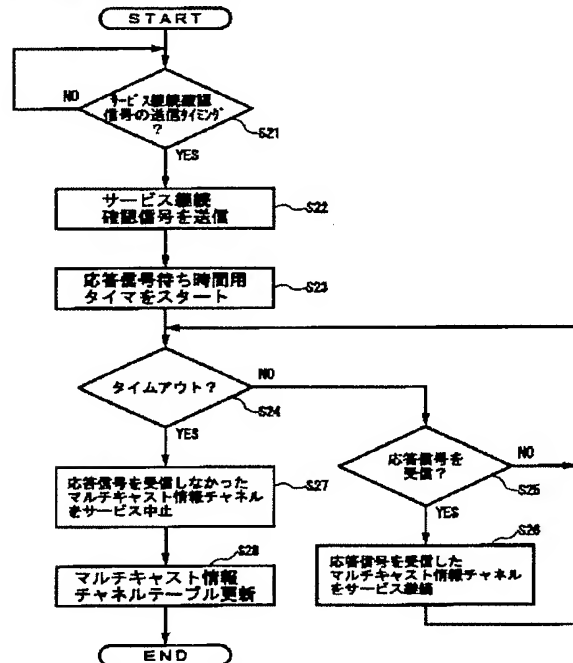 START
NO
サービス継続確認
信号の送信タイミング
?
S21
YES
サービス継続
確認信号を送信
S22
応答信号待ち時間用
タイマをスタート
S23
タイムアウト?
NO
S24
YES
応答信号を
受信?
NO
S25
YES
応答信号を受信しなかった
マルチキャスト情報チャネル
をサービス中止
S27
S26
応答信号を受信した
マルチキャスト情報チャネル
をサービス継続
S28
マルチキャスト情報
チャネルテーブル更新
END